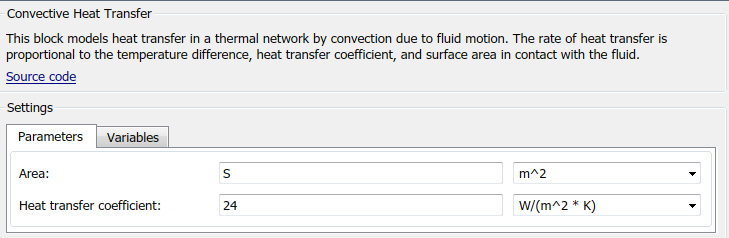 Convective Heat Transfer
This block models heat transfer in a thermal network by convection due to fluid motion. The rate of heat transfer is
proportional to the temperature difference, heat transfer coefficient, and surface area in contact with the fluid.
Source code
Settings
Parameters Variables
Area: S m^2
Heat transfer coefficient: 24 W/(m^2 * K)